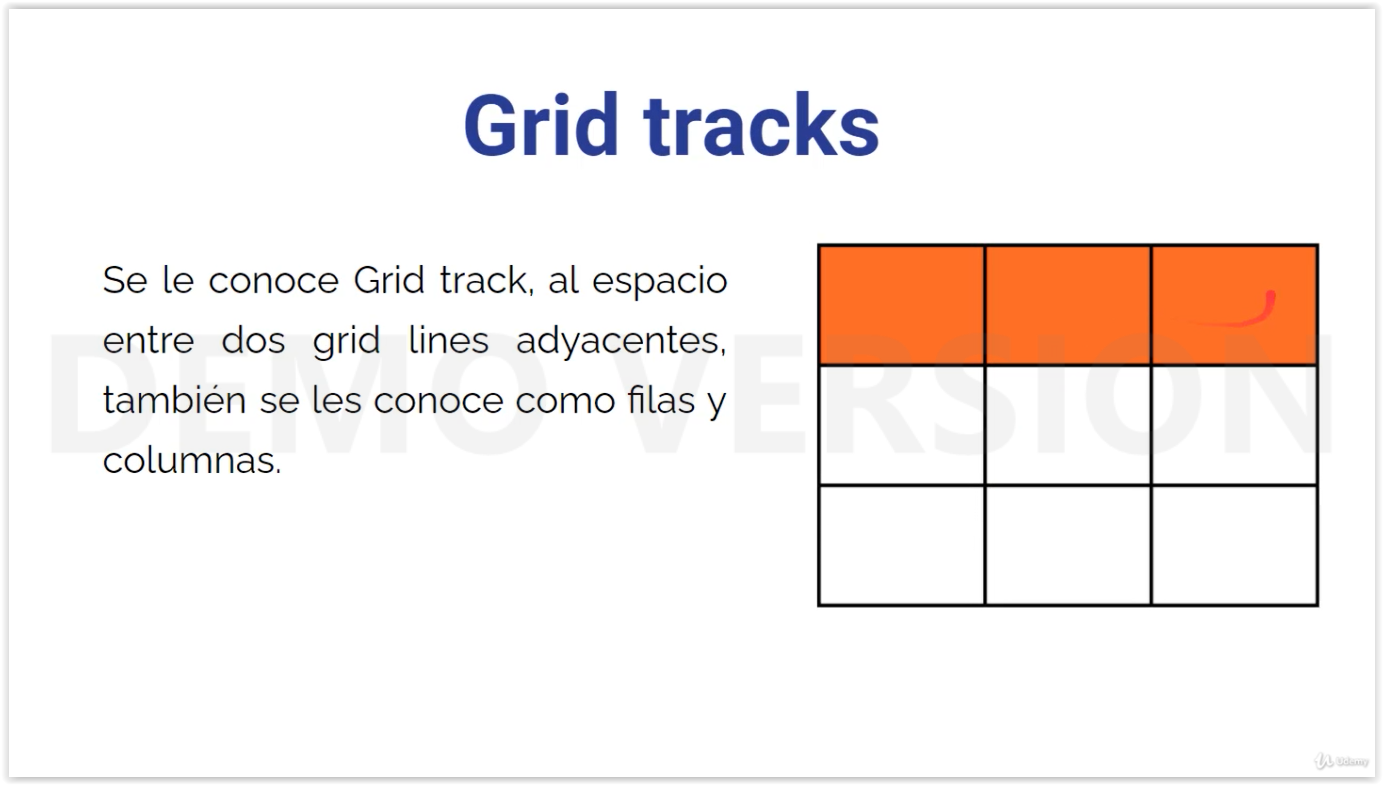 Grid tracks
Se le conoce Grid track, al espacio
entre dos grid lines adyacentes,
también se les conoce como filas y
columnas.
DEMO VERSION
Udemy